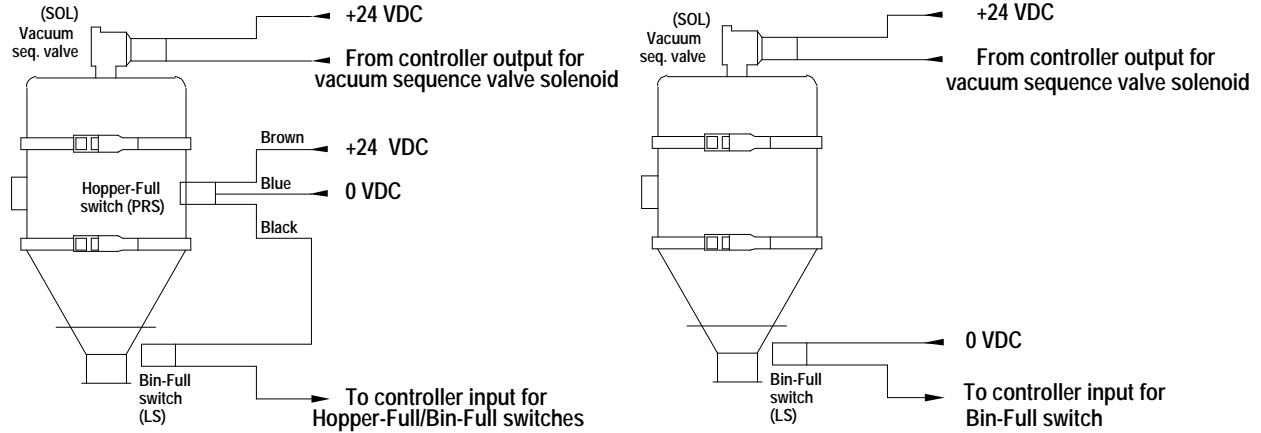 (SOL)
Vacuum
seq. valve
+24 VDC
From controller output for
vacuum sequence valve solenoid
Brown
+24 VDC
Hopper-Full
switch (PRS)
Blue
0 VDC
Black
Bin-Full
switch
(LS)
To controller input for
Hopper-Full/Bin-Full switches
(SOL)
Vacuum
seq. valve
+24 VDC
From controller output for
vacuum sequence valve solenoid
0 VDC
Bin-Full
switch
(LS)
To controller input for
Bin-Full switch